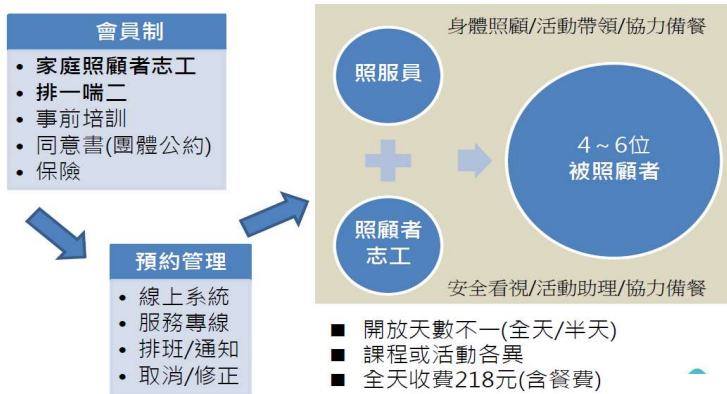 會員制
• 家庭照顧者志工
• 排一喘二
• 事前培訓
• 同意書(團體公約)
• 保險
預約管理
• 線上系統
• 服務專線
• 排班/通知
• 取消/修正
身體照顧/活動帶領/協力備餐
照服員
照顧者
志工
4～6位
被照顧者
安全看視/活動助理/協力備餐
■ 開放天數不一(全天/半天)
■ 課程或活動各異
■ 全天收費218元(含餐費)